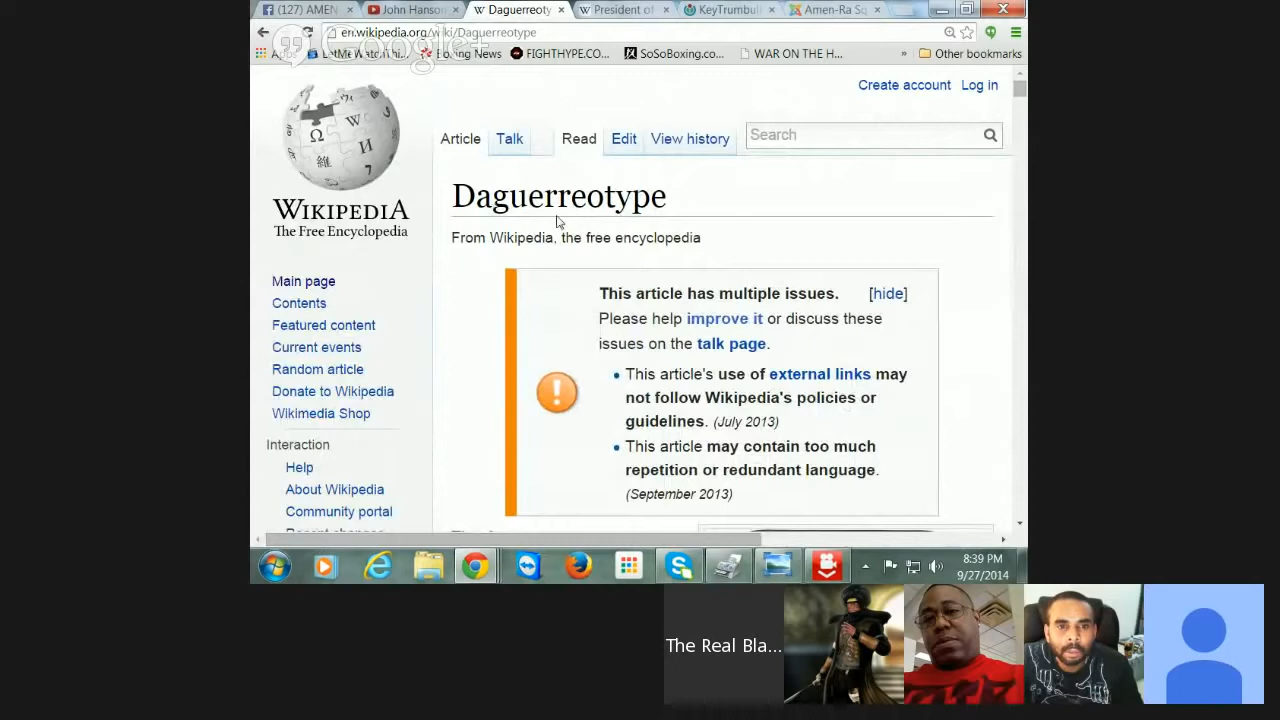 (127) AMEN
John Hanso
Daguerreoty
President of
KeyTrumbull
Amen-Ra Sq
en.wikipedia.org/wiki/Daguerreotype
Google+
LetMeWatchThi...
Boxing News
FIGHTHYPE.CO...
SoSoBoxing.co...
WAR ON THE H...
»
Other bookmarks
Create account Log in
Article Talk Read Edit View history Search
WIKIPEDIA
The Free Encyclopedia
Daguerreotype
From Wikipedia, the free encyclopedia
Main page
Contents
Featured content
Current events
Random article
Donate to Wikipedia
Wikimedia Shop
Interaction
Help
About Wikipedia
Community portal
Recent changes
This article has multiple issues. [hide]
Please help improve it or discuss these
issues on the talk page.
• This article's use of external links may
not follow Wikipedia's policies or
guidelines. (July 2013)
• This article may contain too much
repetition or redundant language.
(September 2013)
8:39 PM
9/27/2014
The Real Bla...